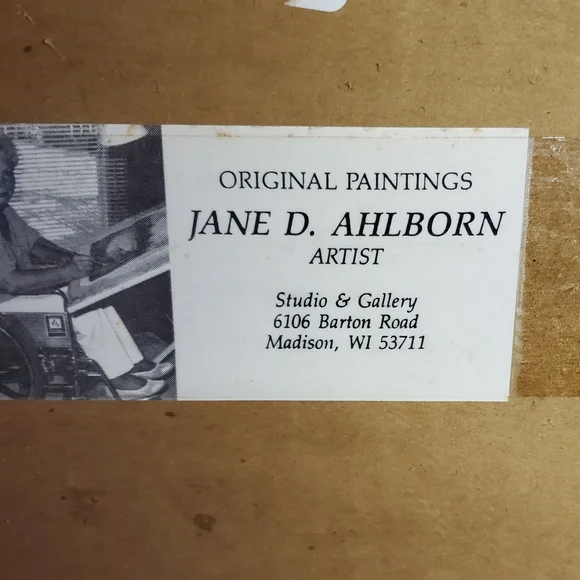 ORIGINAL PAINTINGS
JANE D. AHLBORN
ARTIST
Studio & Gallery
6106 Barton Road
Madison, WI 53711